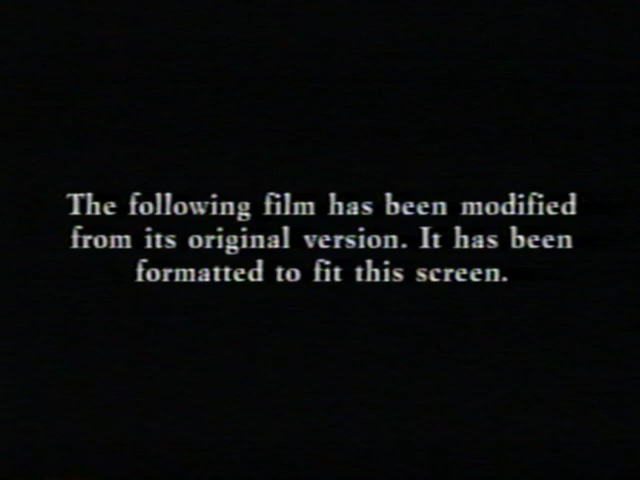 The following film has been modified
from its original version. It has been
formatted to fit this screen.